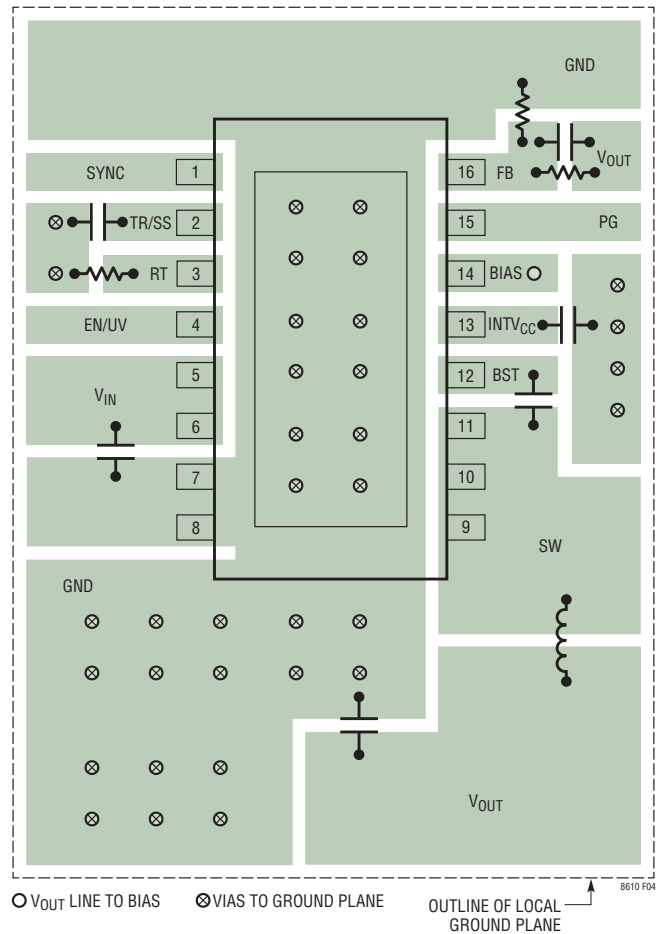 GND
SYNC 1
16 FB
VOUT
TR/SS 2
15 PG
RT 3
14 BIAS
EN/UV 4
13 INTVCC
5
12 BST
VIN
6
11
7
10
8
9
SW
GND
VOUT
VOUT LINE TO BIAS
VIAS TO GROUND PLANE
OUTLINE OF LOCAL
GROUND PLANE
8610 F04